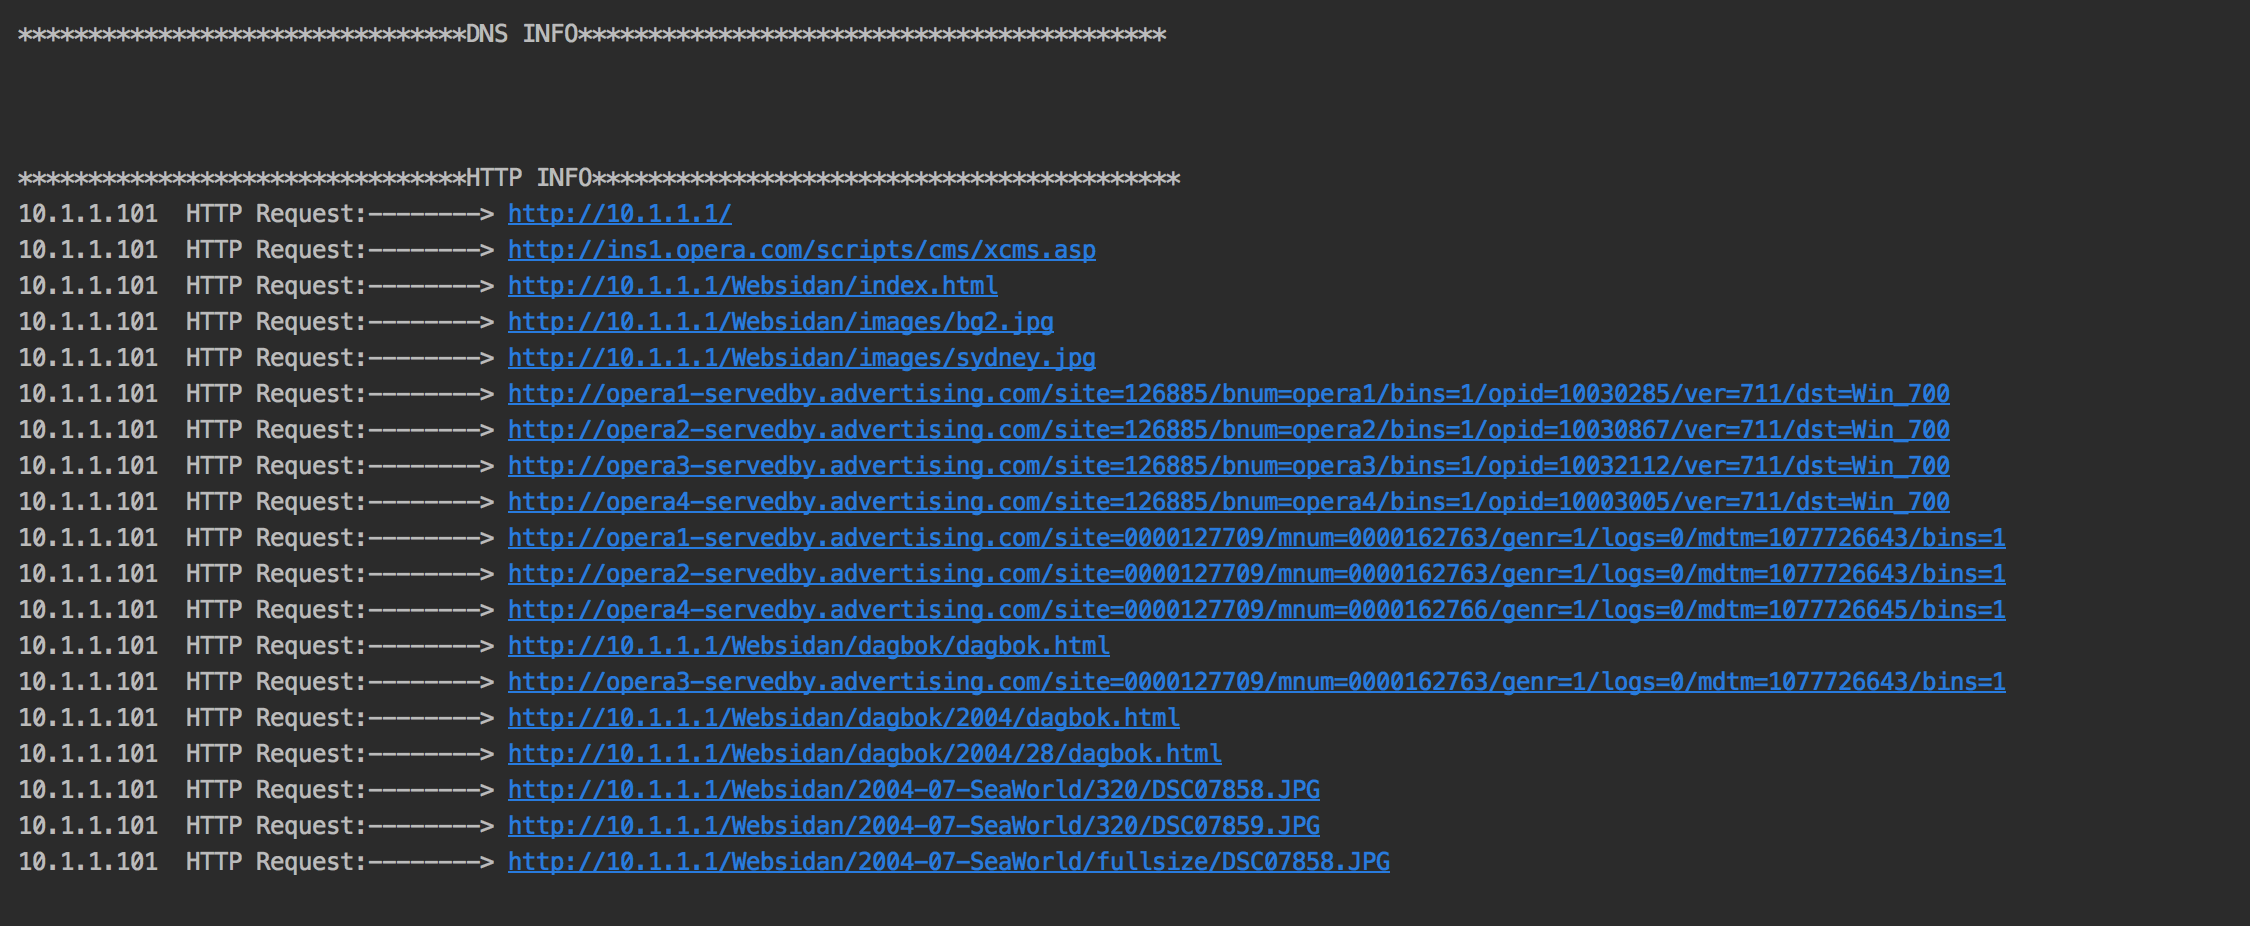 ********************************DNS INFO******************************************



********************************HTTP INFO******************************************
10.1.1.101  HTTP Request:--------> http://10.1.1.1/
10.1.1.101  HTTP Request:--------> http://ins1.opera.com/scripts/cms/xcms.asp
10.1.1.101  HTTP Request:--------> http://10.1.1.1/Websidan/index.html
10.1.1.101  HTTP Request:--------> http://10.1.1.1/Websidan/images/bg2.jpg
10.1.1.101  HTTP Request:--------> http://10.1.1.1/Websidan/images/sydney.jpg
10.1.1.101  HTTP Request:--------> http://opera1-servedby.advertising.com/site=126885/bnum=opera1/bins=1/opid=10030285/ver=711/dst=Win_700
10.1.1.101  HTTP Request:--------> http://opera2-servedby.advertising.com/site=126885/bnum=opera2/bins=1/opid=10030867/ver=711/dst=Win_700
10.1.1.101  HTTP Request:--------> http://opera3-servedby.advertising.com/site=126885/bnum=opera3/bins=1/opid=10032112/ver=711/dst=Win_700
10.1.1.101  HTTP Request:--------> http://opera4-servedby.advertising.com/site=126885/bnum=opera4/bins=1/opid=10003005/ver=711/dst=Win_700
10.1.1.101  HTTP Request:--------> http://opera1-servedby.advertising.com/site=0000127709/mnum=0000162763/genr=1/logs=0/mdtm=1077726643/bins=1
10.1.1.101  HTTP Request:--------> http://opera2-servedby.advertising.com/site=0000127709/mnum=0000162763/genr=1/logs=0/mdtm=1077726643/bins=1
10.1.1.101  HTTP Request:--------> http://opera4-servedby.advertising.com/site=0000127709/mnum=0000162766/genr=1/logs=0/mdtm=1077726645/bins=1
10.1.1.101  HTTP Request:--------> http://10.1.1.1/Websidan/dagbok/dagbok.html
10.1.1.101  HTTP Request:--------> http://opera3-servedby.advertising.com/site=0000127709/mnum=0000162763/genr=1/logs=0/mdtm=1077726643/bins=1
10.1.1.101  HTTP Request:--------> http://10.1.1.1/Websidan/dagbok/2004/dagbok.html
10.1.1.101  HTTP Request:--------> http://10.1.1.1/Websidan/dagbok/2004/28/dagbok.html
10.1.1.101  HTTP Request:--------> http://10.1.1.1/Websidan/2004-07-SeaWorld/320/DSC07858.JPG
10.1.1.101  HTTP Request:--------> http://10.1.1.1/Websidan/2004-07-SeaWorld/320/DSC07859.JPG
10.1.1.101  HTTP Request:--------> http://10.1.1.1/Websidan/2004-07-SeaWorld/fullsize/DSC07858.JPG